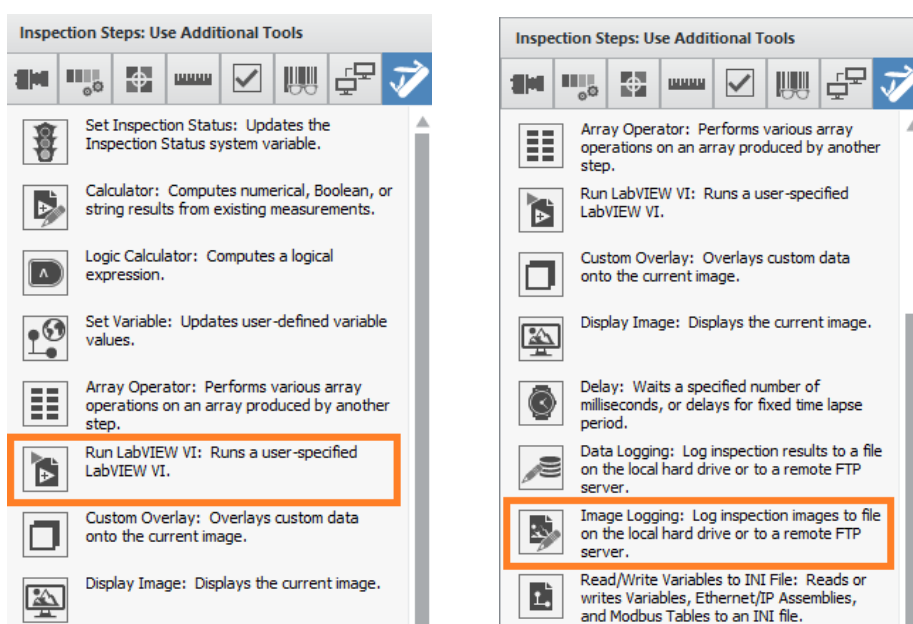 Inspection Steps: Use Additional Tools
Set Inspection Status: Updates the
Inspection Status system variable.
Calculator: Computes numerical, Boolean, or
string results from existing measurements.
Logic Calculator: Computes a logical
expression.
Set Variable: Updates user-defined variable
values.
Array Operator: Performs various array
operations on an array produced by another
step.
Run LabVIEW VI: Runs a user-specified
LabVIEW VI.
Custom Overlay: Overlays custom data
onto the current image.
Display Image: Displays the current image.
Inspection Steps: Use Additional Tools
Array Operator: Performs various array
operations on an array produced by another
step.
Run LabVIEW VI: Runs a user-specified
LabVIEW VI.
Custom Overlay: Overlays custom data
onto the current image.
Display Image: Displays the current image.
Delay: Waits a specified number of
milliseconds, or delays for fixed time lapse
period.
Data Logging: Log inspection results to a file
on the local hard drive or to a remote FTP
server.
Image Logging: Log inspection images to file
on the local hard drive or to a remote FTP
server.
Read/Write Variables to INI File: Reads or
writes Variables, Ethernet/IP Assemblies,
and Modbus Tables to an INI file.